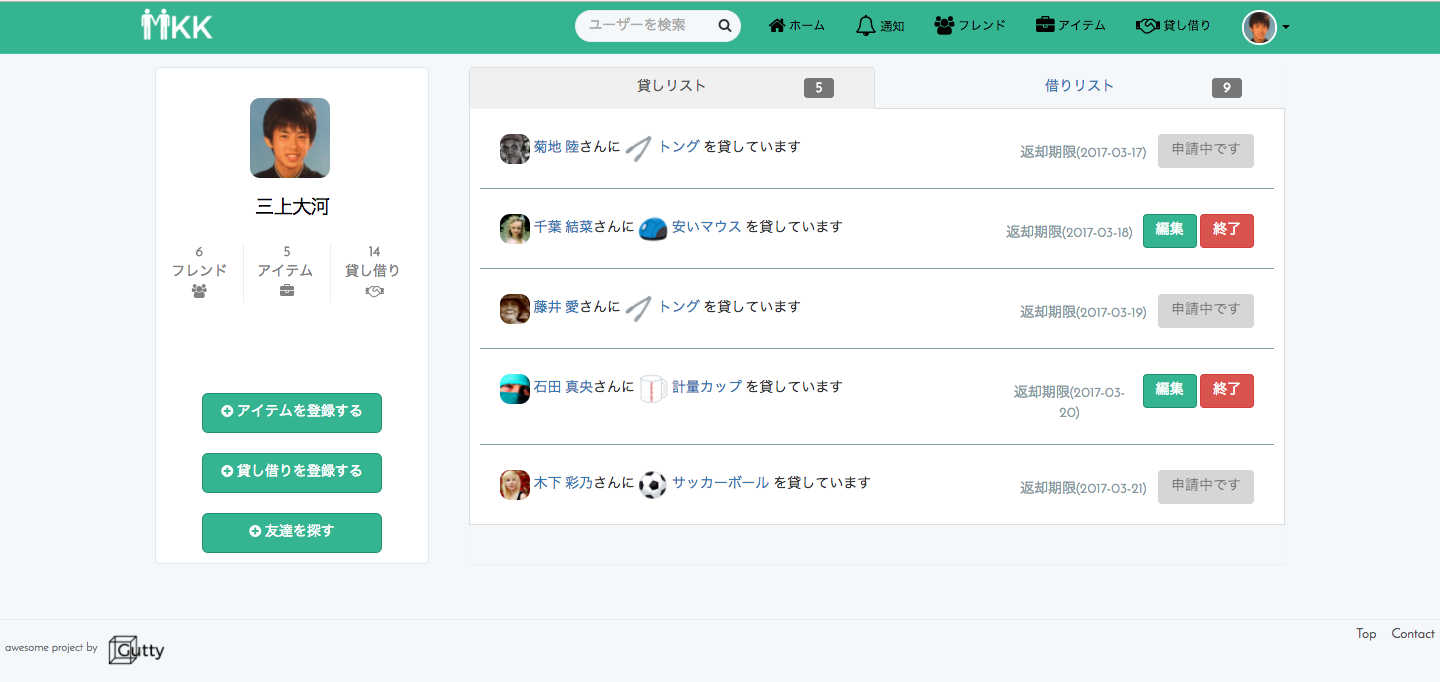 MKK
ユーザーを検索
ホーム
通知
フレンド
アイテム
貸し借り
三上大河
6
フレンド
5
アイテム
14
貸し借り
アイテムを登録する
貸し借りを登録する
友達を探す
貸しリスト 5
借りリスト 9
菊地 陸さんに トング を貸しています 返却期限(2017-03-17) 申請中です
千葉 結菜さんに 安いマウス を貸しています 返却期限(2017-03-18) 編集 終了
藤井 愛さんに トング を貸しています 返却期限(2017-03-19) 申請中です
石田 真央さんに 計量カップ を貸しています 返却期限(2017-03-
20) 編集 終了
木下 彩乃さんに サッカーボール を貸しています 返却期限(2017-03-21) 申請中です
awesome project by Gutty
Top Contact